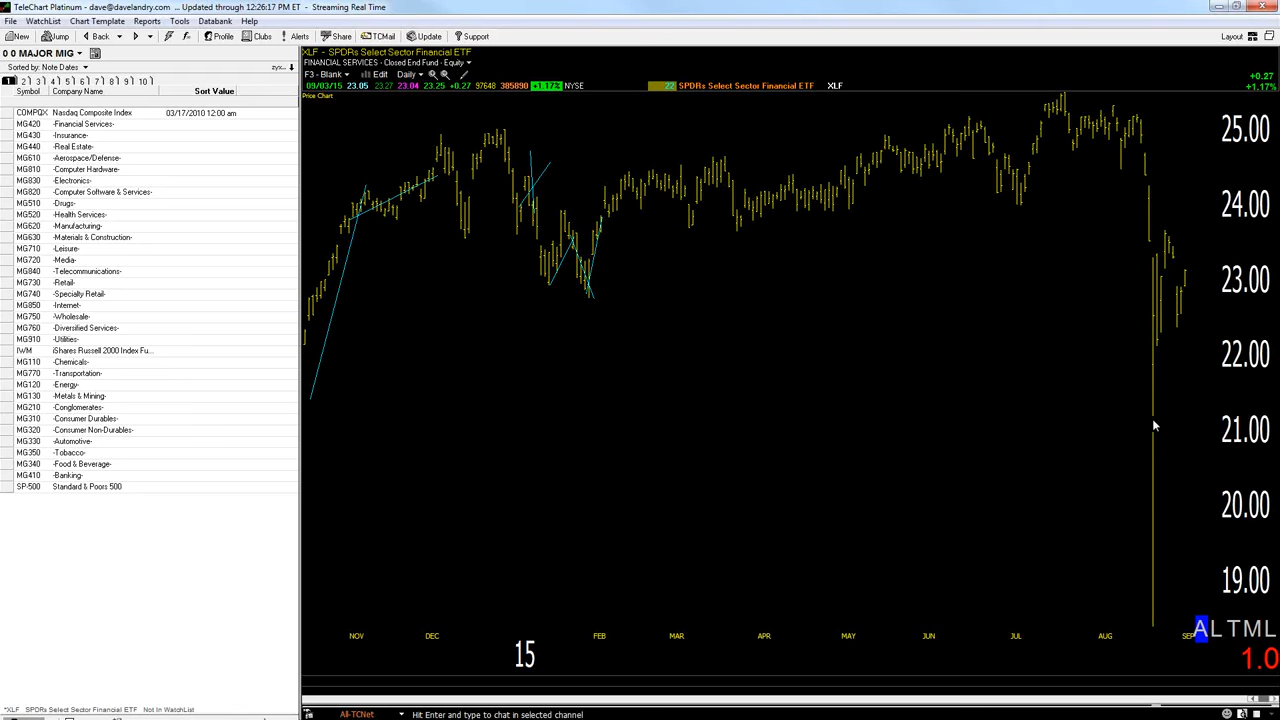 TeleChart Platinum - dave@davelandry.com ... Updated through 12:26:17 PM ET - Streaming Real Time
File Watchlist Chart Template Reports Tools Databank Help
New Jump Back Profile Clubs Alerts Share TCMail Update Support Layout
0 0 MAJOR MIG
Sorted by: Note Dates
1 2 3 4 5 6 7 8 9 10
Symbol Company Name Sort Value
COMPQX Nasdaq Composite Index 03/17/2010 12:00 am
MG420 -Financial Services-
MG430 -Insurance-
MG440 -Real Estate-
MG610 -Aerospace/Defense-
MG810 -Computer Hardware-
MG830 -Electronics-
MG820 -Computer Software & Services-
MG510 -Drugs-
MG520 -Health Services-
MG620 -Manufacturing-
MG630 -Materials & Construction-
MG710 -Leisure-
MG720 -Media-
MG840 -Telecommunications-
MG730 -Retail-
MG740 -Specialty Retail-
MG850 -Internet-
MG750 -Wholesale-
MG760 -Diversified Services-
MG910 -Utilities-
IWM iShares Russell 2000 Index Fu...
MG110 -Chemicals-
MG770 -Transportation-
MG120 -Energy-
MG130 -Metals & Mining-
MG210 -Conglomerates-
MG310 -Consumer Durables-
MG320 -Consumer Non-Durables-
MG330 -Automotive-
MG350 -Tobacco-
MG340 -Food & Beverage-
MG410 -Banking-
SP-500 Standard & Poors 500
*XLF SPDRs Select Sector Financial ETF Not In WatchList
XLF - SPDRs Select Sector Financial ETF
FINANCIAL SERVICES - Closed End Fund - Equity
F3 - Blank Edit Daily
09/03/15 23.05 23.27 23.04 23.25 +0.27 97648 385890 +1.17% NYSE 22 SPDRs Select Sector Financial ETF XLF
+0.27
+1.17%
Price Chart
25.00
24.00
23.00
22.00
21.00
20.00
19.00
ALTML
NOV DEC FEB MAR APR MAY JUN JUL AUG SEP
15
1.0
All-TCNet Hit Enter and type to chat in selected channel